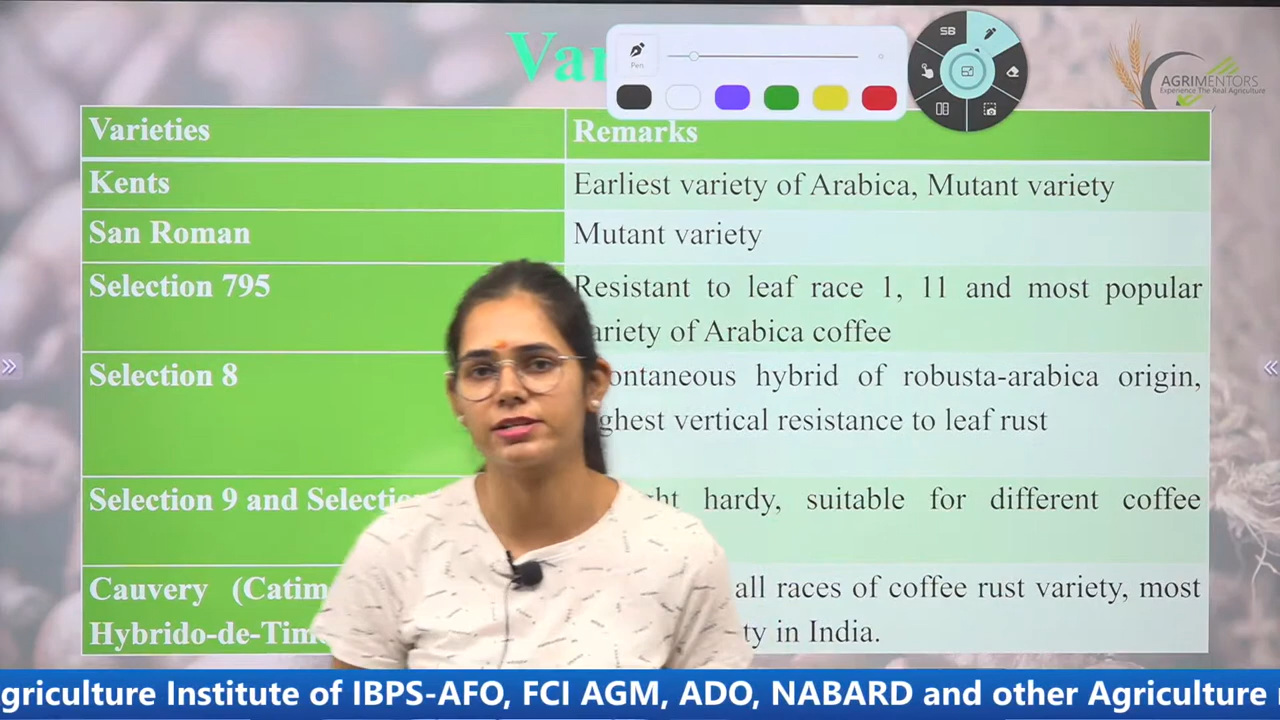 Var
Pen
SB
AGRIMENTORS
Experience The Real Agriculture
Varieties
Remarks
Kents
Earliest variety of Arabica, Mutant variety
San Roman
Mutant variety
Selection 795
Resistant to leaf race 1, 11 and most popular
ariety of Arabica coffee
Selection 8
ontaneous hybrid of robusta-arabica origin,
ghest vertical resistance to leaf rust
Selection 9 and Selectio
ht hardy, suitable for different coffee
Cauvery (Catim
all races of coffee rust variety, most
Hybrido-de-Tim
ty in India.
griculture Institute of IBPS-AFO, FCI AGM, ADO, NABARD and other Agriculture